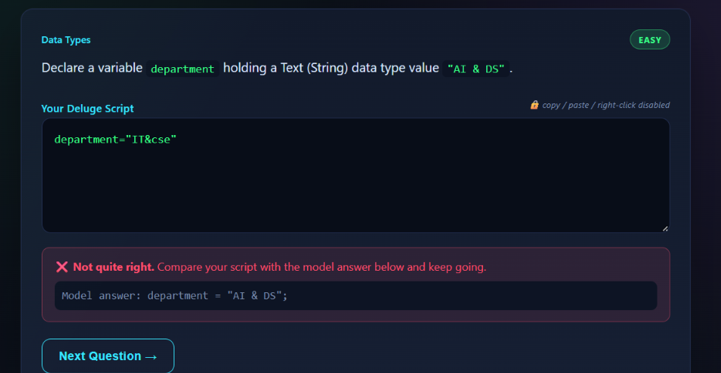 Data Types
EASY
Declare a variable department holding a Text (String) data type value "AI & DS".
Your Deluge Script
🔒 copy / paste / right-click disabled
department="IT&cse"
❌ Not quite right. Compare your script with the model answer below and keep going.
Model answer: department = "AI & DS";
Next Question →